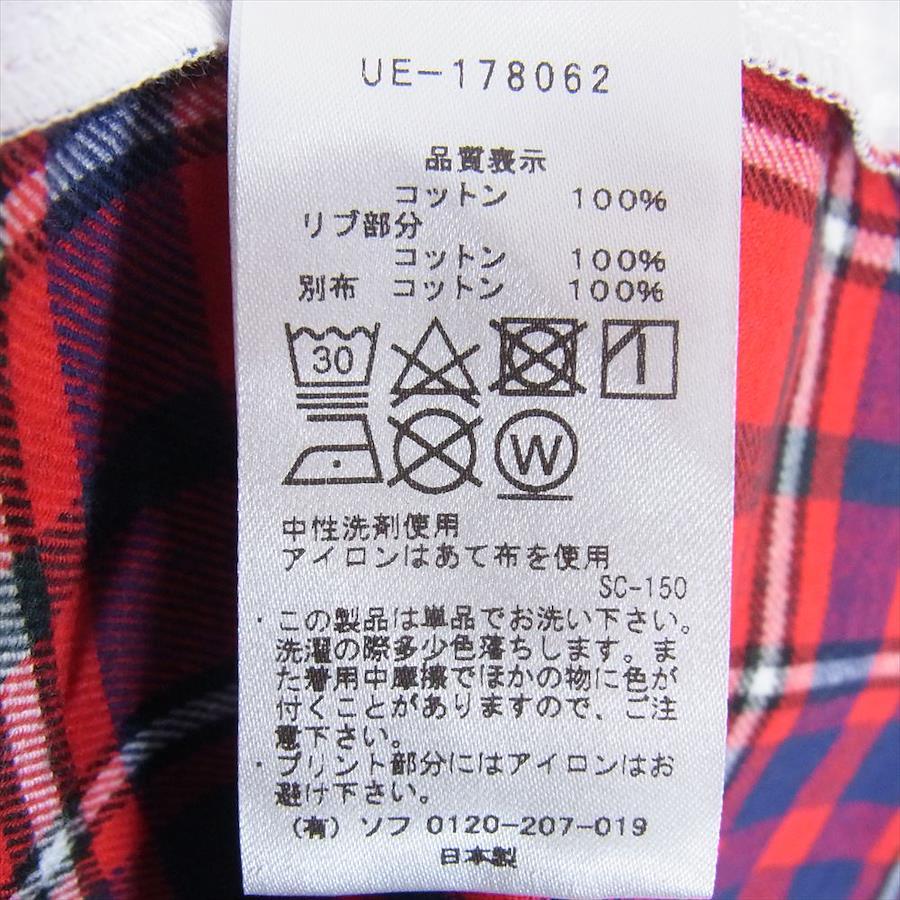 UE-178062
品質表示
コットン 100%
リブ部分
コットン 100%
別布 コットン 100%
30
W
中性洗剤使用
アイロンはあて布を使用
SC-150
・この製品は単品でお洗い下さい。
洗濯の際多少色落ちします。ま
た着用中摩擦でほかの物に色が
付くことがありますので、ご注
意下さい。
・プリント部分にはアイロンはお
避け下さい。
(有)ソフ 0120-207-019
日本製